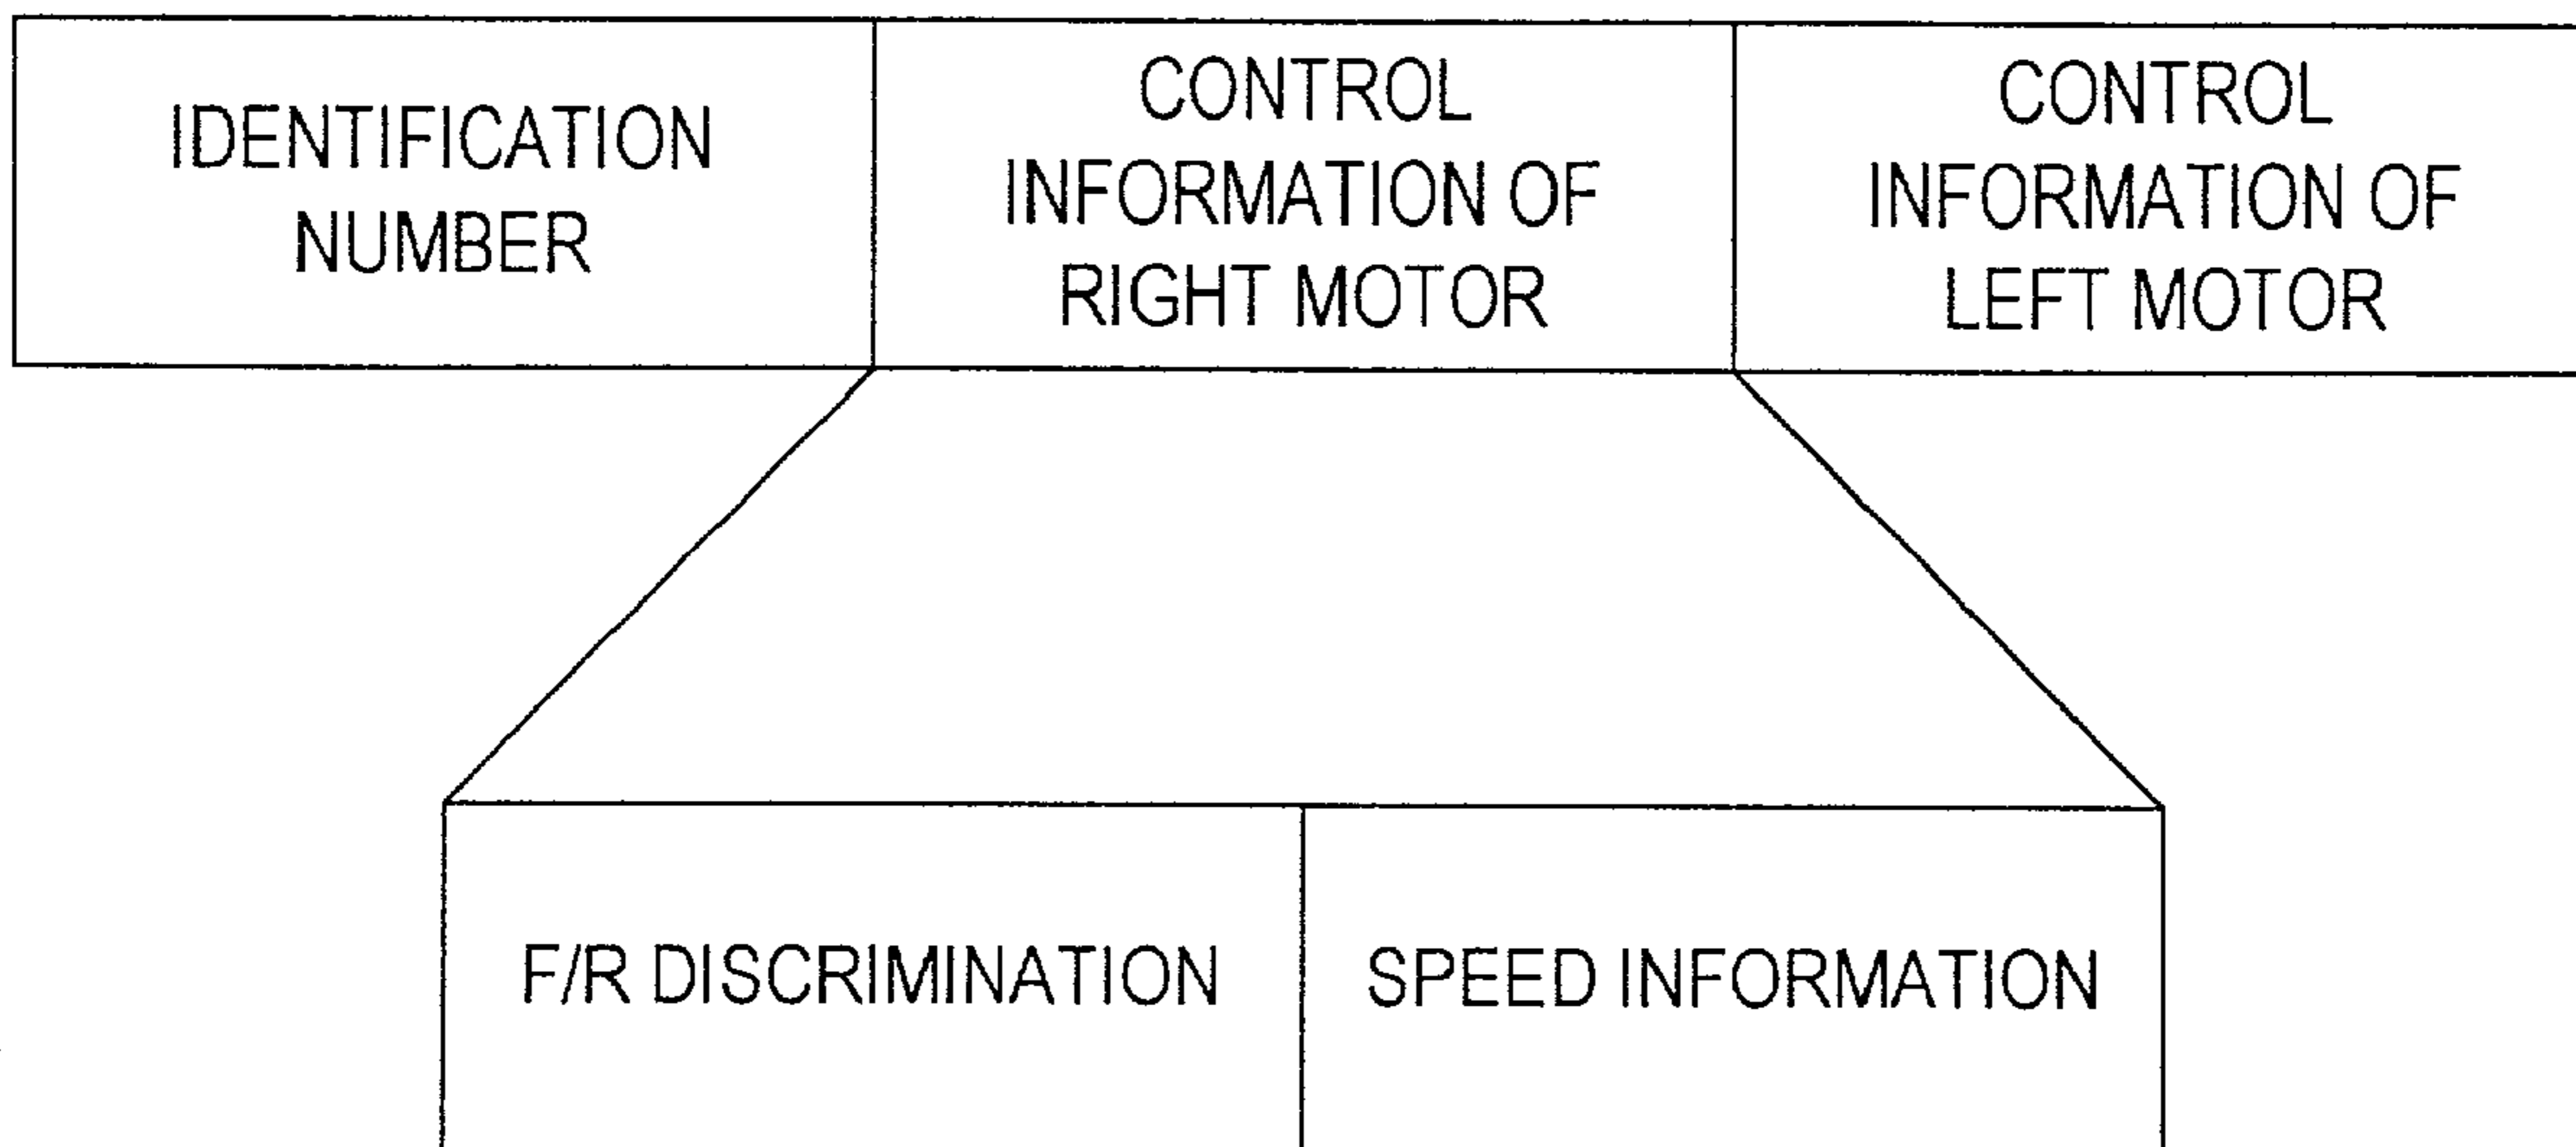 IDENTIFICATION
NUMBER
CONTROL
INFORMATION OF
RIGHT MOTOR
CONTROL
INFORMATION OF
LEFT MOTOR
F/R DISCRIMINATION
SPEED INFORMATION